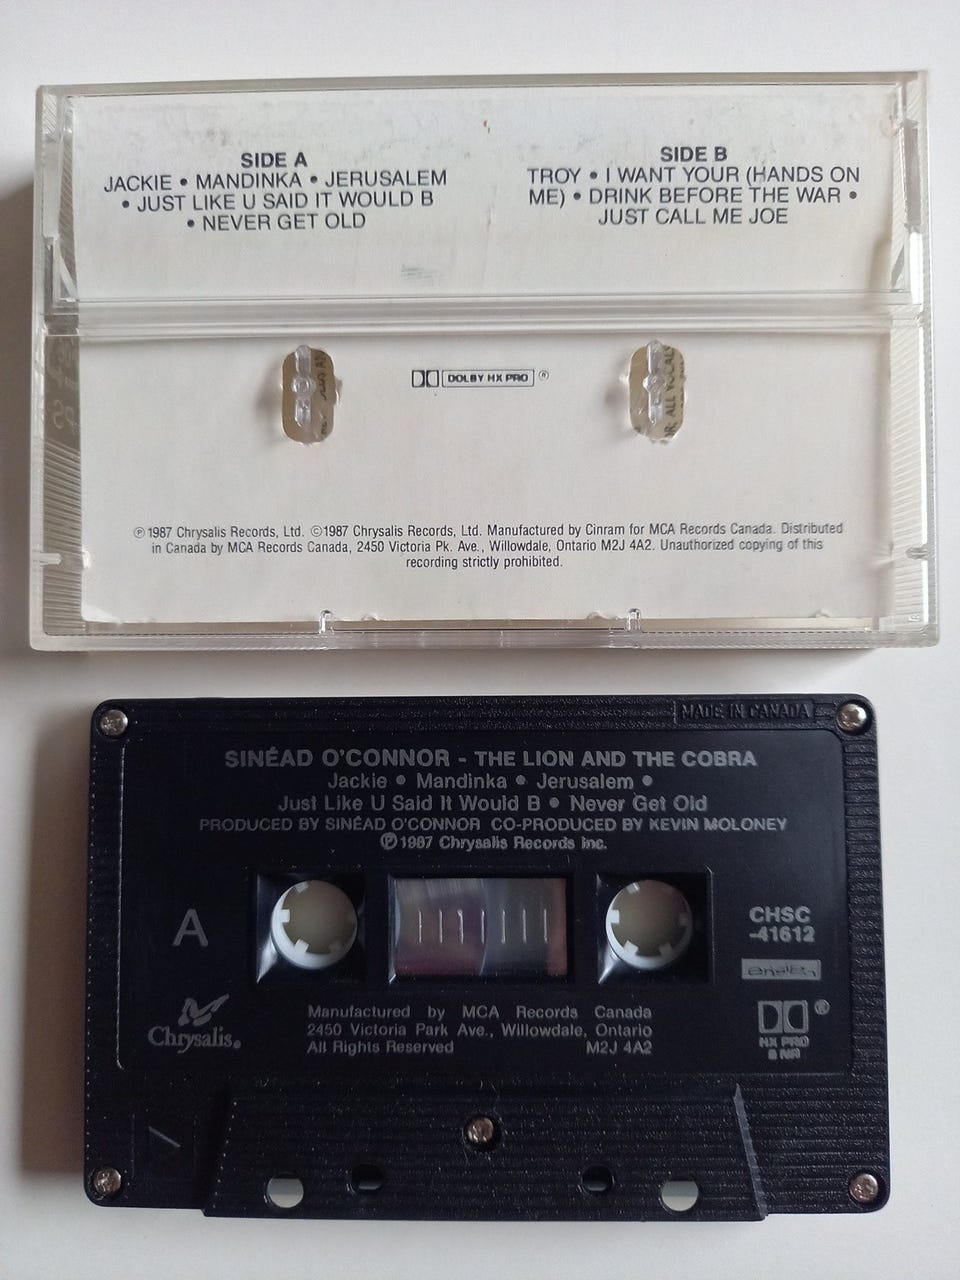 SIDE A
JACKIE • MANDINKA • JERUSALEM
• JUST LIKE U SAID IT WOULD B
• NEVER GET OLD
SIDE B
TROY • I WANT YOUR (HANDS ON
ME) • DRINK BEFORE THE WAR •
JUST CALL ME JOE
DOLBY HX PRO ®
ALL VOCALS
℗1987 Chrysalis Records, Ltd. ©1987 Chrysalis Records, Ltd. Manufactured by Cinram for MCA Records Canada. Distributed
in Canada by MCA Records Canada, 2450 Victoria Pk. Ave., Willowdale, Ontario M2J 4A2. Unauthorized copying of this
recording strictly prohibited.
MADE IN CANADA
SINÉAD O'CONNOR - THE LION AND THE COBRA
Jackie • Mandinka • Jerusalem •
Just Like U Said It Would B • Never Get Old
PRODUCED BY SINÉAD O'CONNOR CO-PRODUCED BY KEVIN MOLONEY
℗1987 Chrysalis Records Inc.
A
CHSC
-41612
ensign
Chrysalis®
Manufactured by MCA Records Canada
2450 Victoria Park Ave., Willowdale, Ontario
All Rights Reserved M2J 4A2
®
HX PRO
B NR